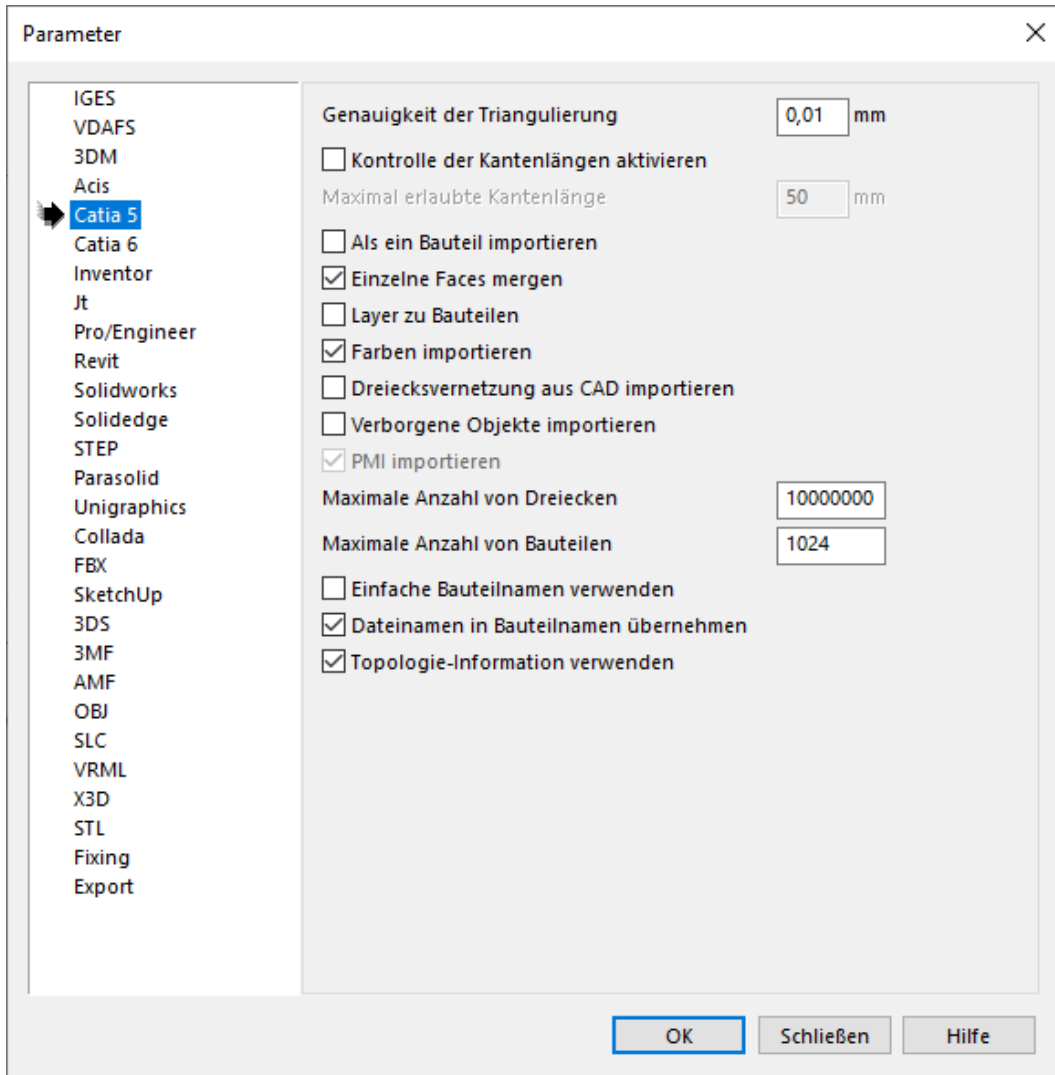 Parameter
IGES
VDAFS
3DM
Acis
Catia 5
Catia 6
Inventor
Jt
Pro/Engineer
Revit
Solidworks
Solidedge
STEP
Parasolid
Unigraphics
Collada
FBX
SketchUp
3DS
3MF
AMF
OBJ
SLC
VRML
X3D
STL
Fixing
Export
Genauigkeit der Triangulierung 0,01 mm
Kontrolle der Kantenlängen aktivieren
Maximal erlaubte Kantenlänge 50 mm
Als ein Bauteil importieren
Einzelne Faces mergen
Layer zu Bauteilen
Farben importieren
Dreiecksvernetzung aus CAD importieren
Verborgene Objekte importieren
PMI importieren
Maximale Anzahl von Dreiecken 10000000
Maximale Anzahl von Bauteilen 1024
Einfache Bauteilnamen verwenden
Dateinamen in Bauteilnamen übernehmen
Topologie-Information verwenden
OK Schließen Hilfe